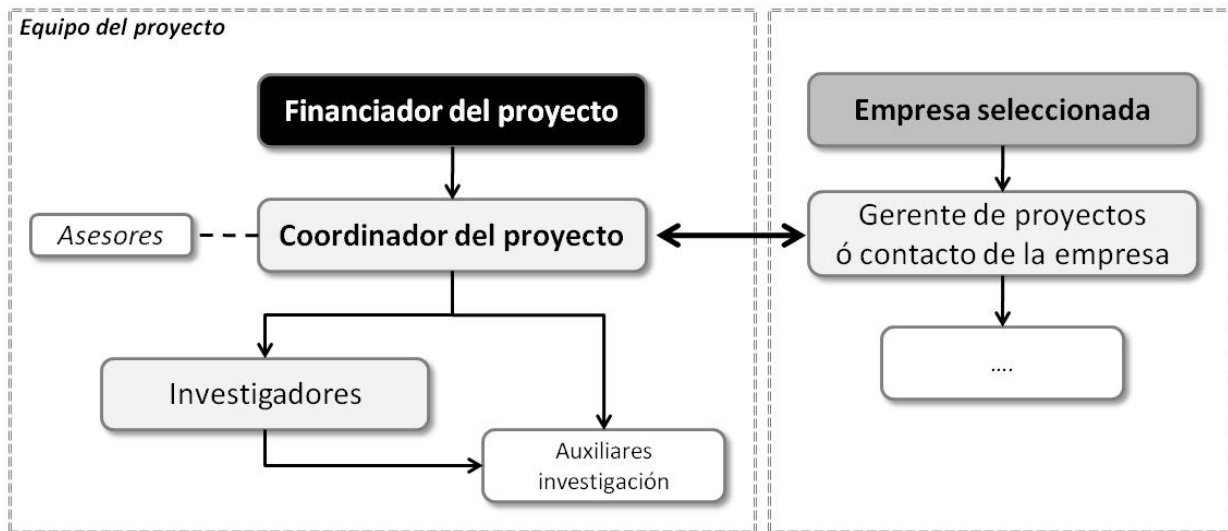 Equipo del proyecto
Financiador del proyecto
Empresa seleccionada
Asesores
Coordinador del proyecto
Gerente de proyectos
ó contacto de la empresa
Investigadores
....
Auxiliares
investigación